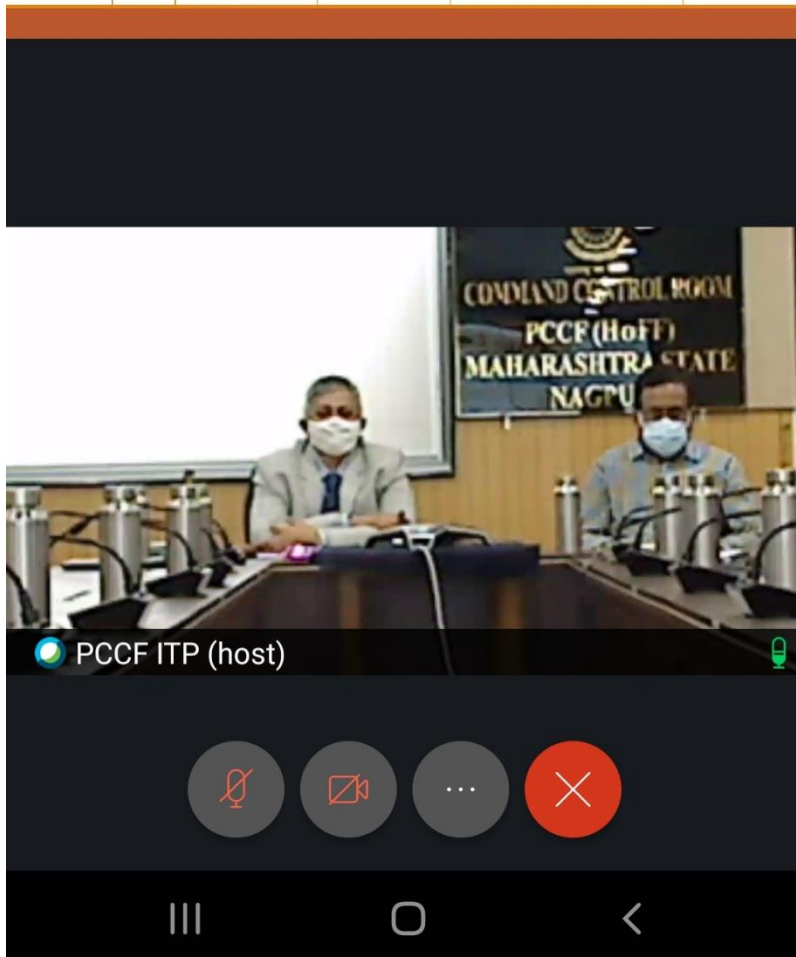 COMMAND CONTROL ROOM
PCCF (HoFF)
MAHARASHTRA STATE
NAGPU
PCCF ITP (host)